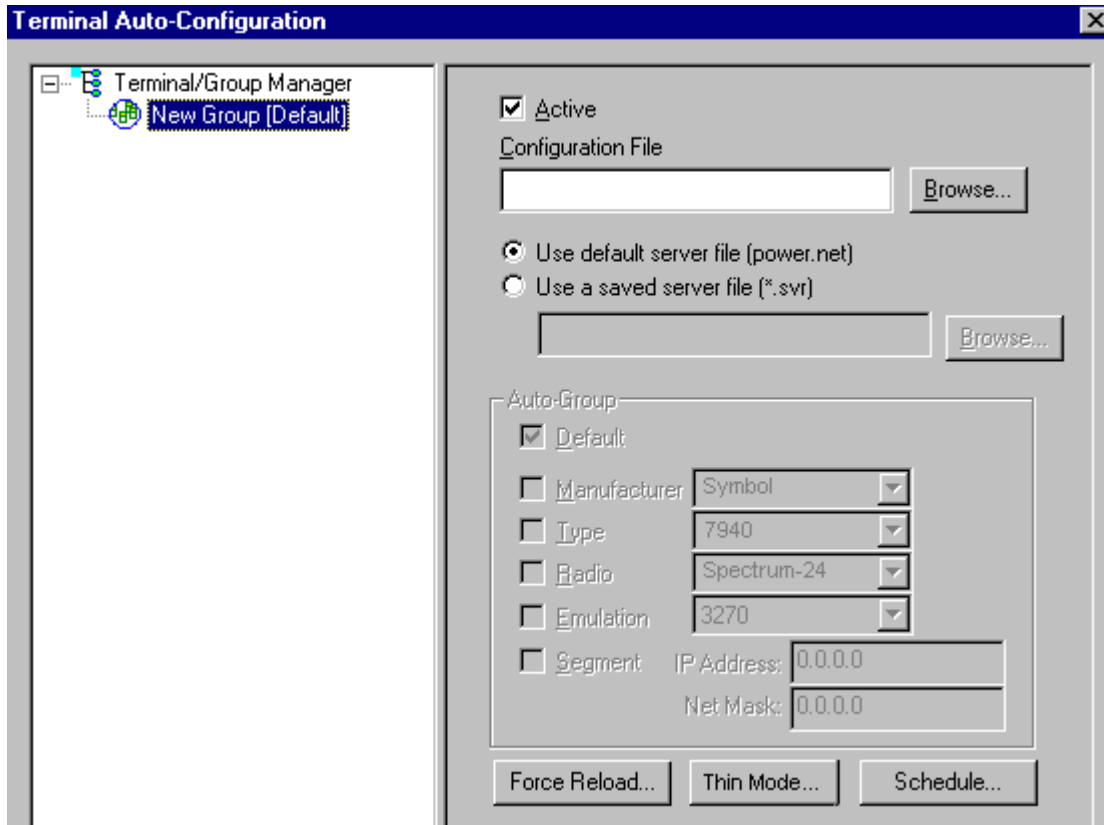 Terminal Auto-Configuration
Terminal/Group Manager
New Group [Default]
Active
Configuration File
Browse...
Use default server file (power.net)
Use a saved server file (*.svr)
Browse...
Auto-Group
Default
Manufacturer Symbol
Type 7940
Radio Spectrum-24
Emulation 3270
Segment IP Address: 0.0.0.0
Net Mask: 0.0.0.0
Force Reload... Thin Mode... Schedule...